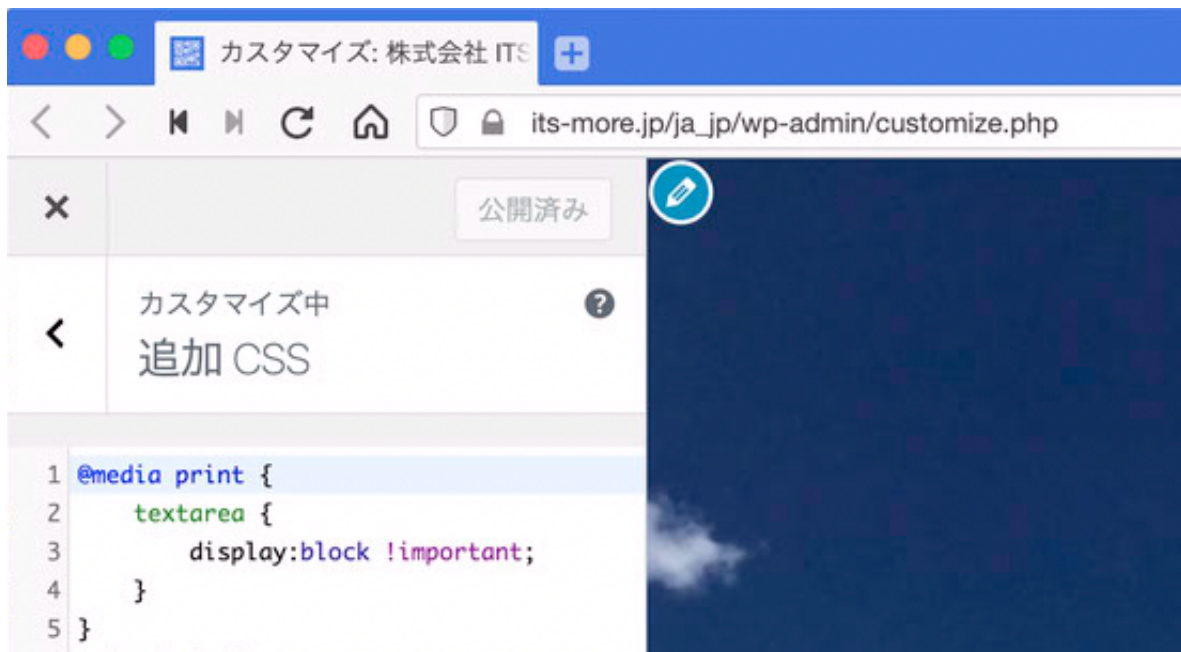 カスタマイズ: 株式会社 ITS
its-more.jp/ja_jp/wp-admin/customize.php
公開済み
カスタマイズ中
追加 CSS
1 @media print {
2 textarea {
3 display:block !important;
4 }
5 }